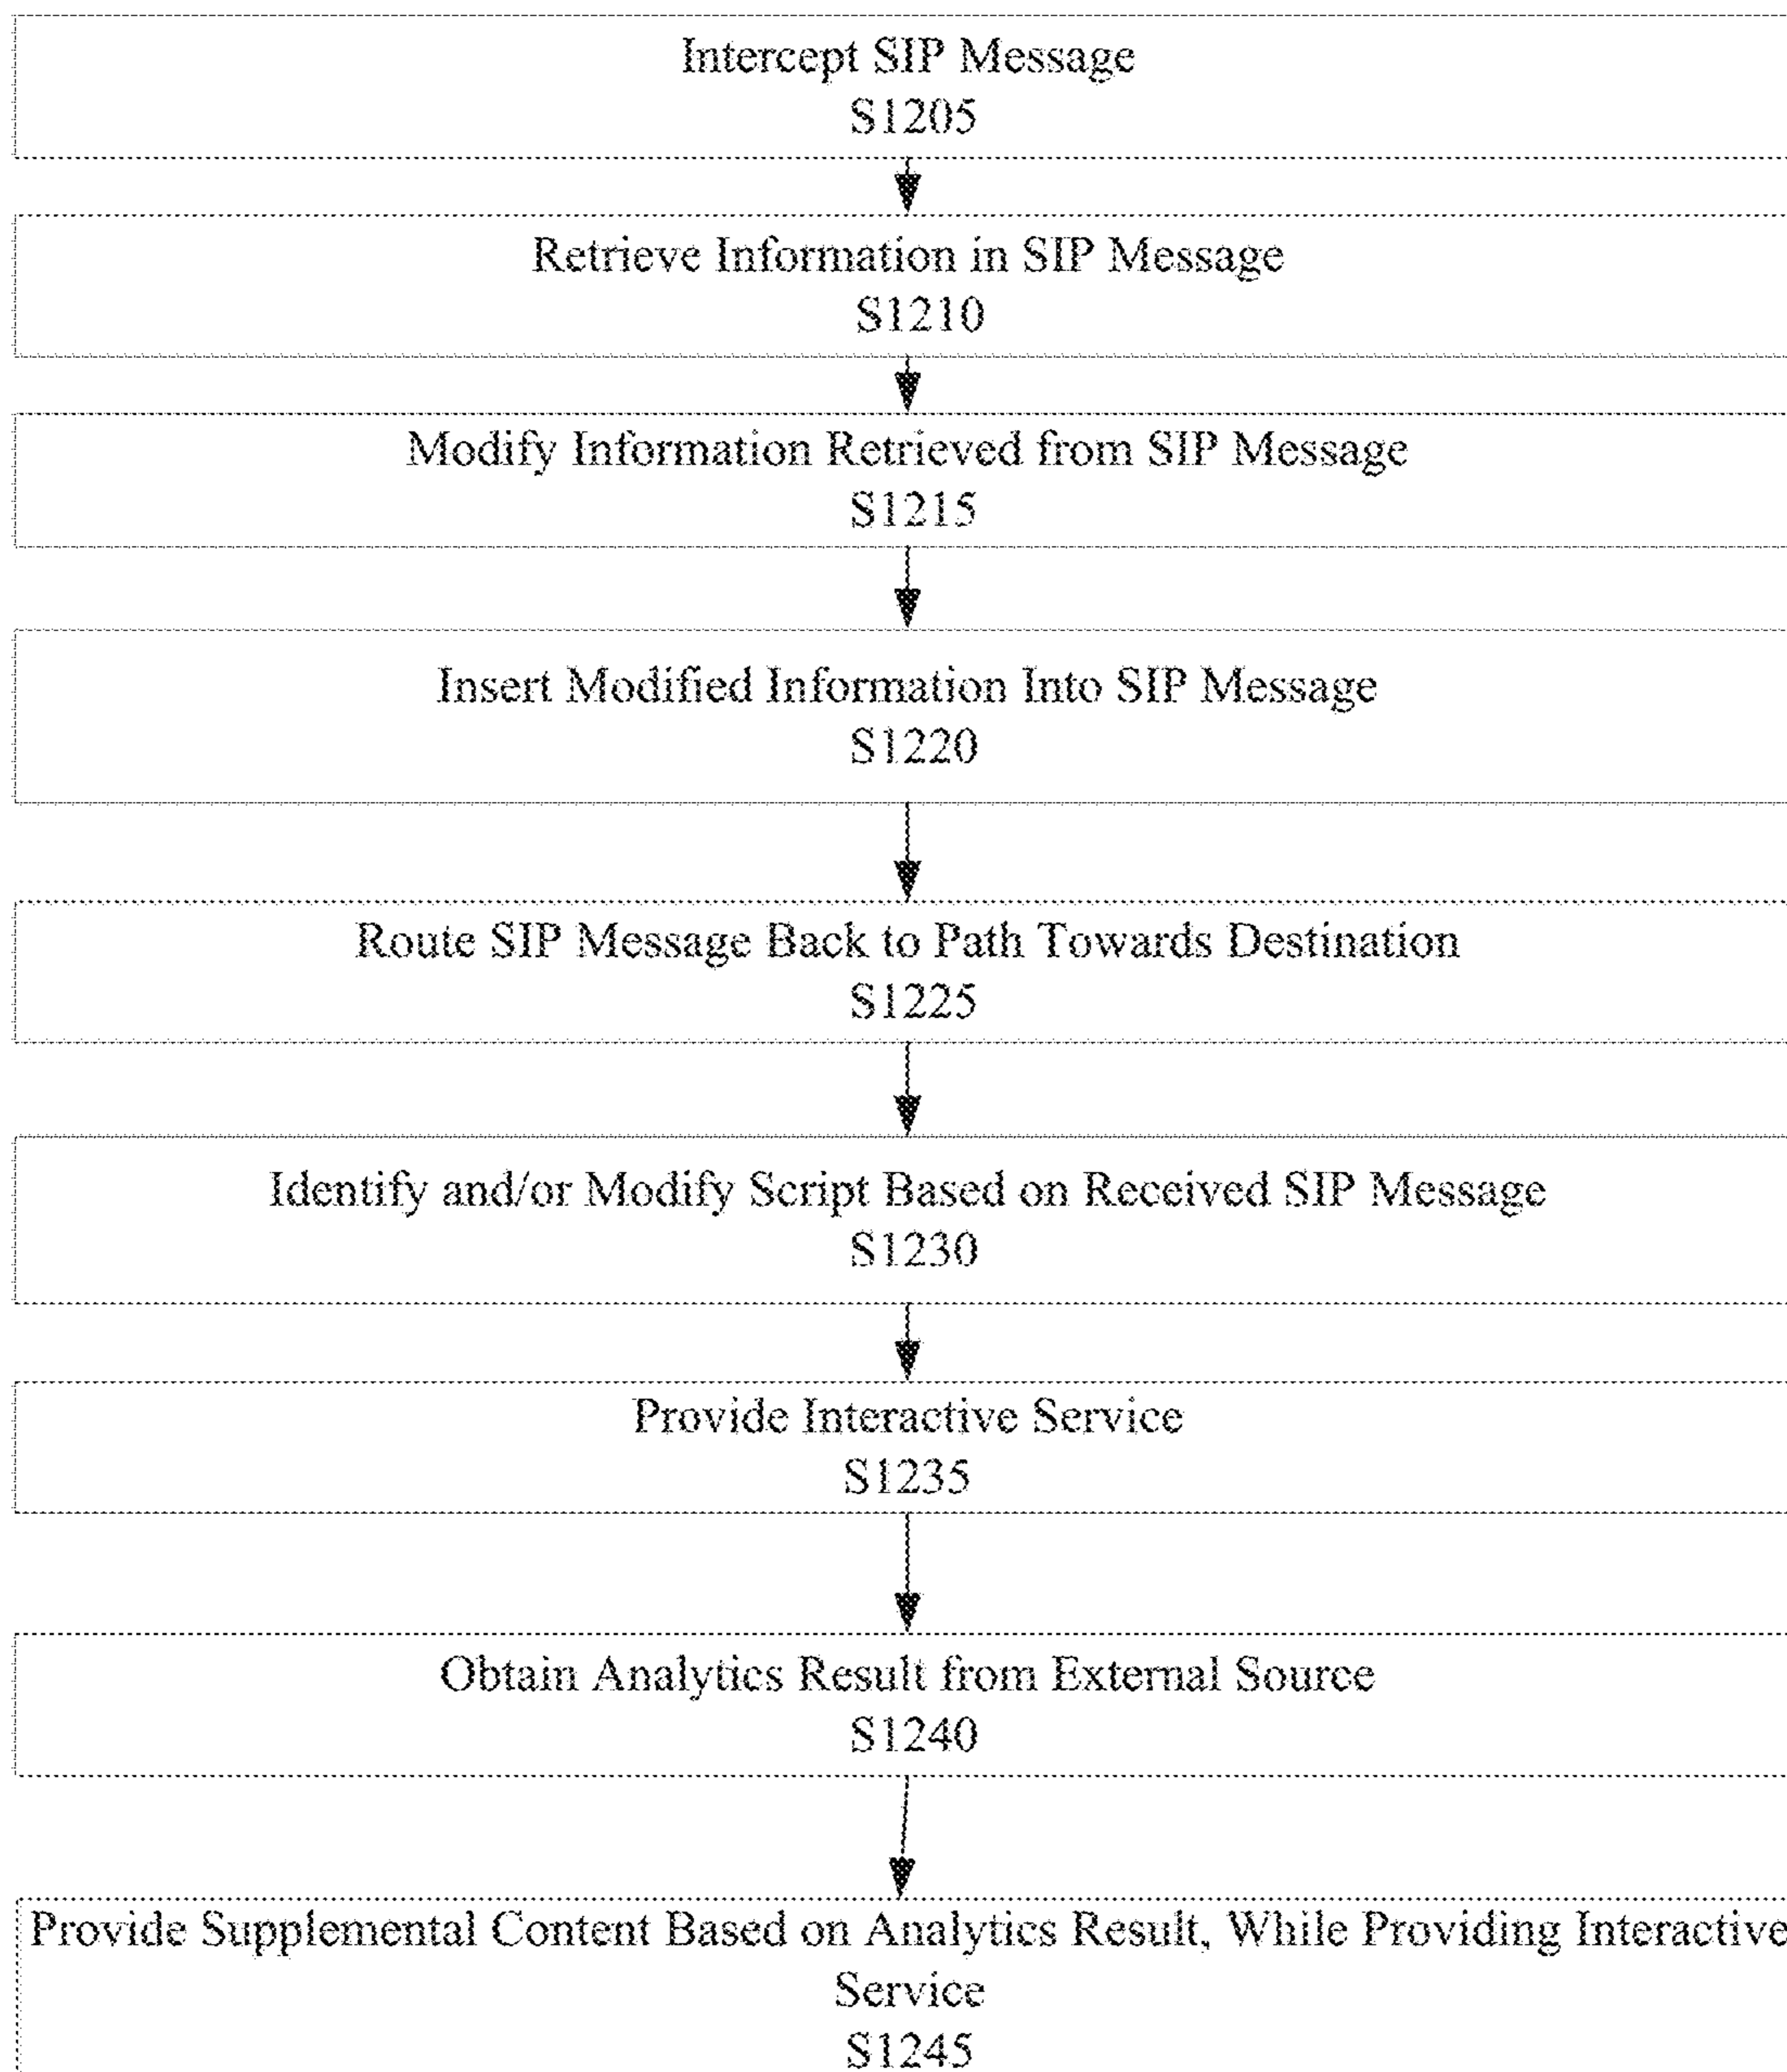 Intercept SIP Message
S1205
Retrieve Information in SIP Message
S1210
Modify Information Retrieved from SIP Message
S1215
Insert Modified Information Into SIP Message
S1220
Route SIP Message Back to Path Towards Destination
S1225
Identify and/or Modify Script Based on Received SIP Message
S1230
Provide Interactive Service
S1235
Obtain Analytics Result from External Source
S1240
Provide Supplemental Content Based on Analytics Result, While Providing Interactive
Service
S1245